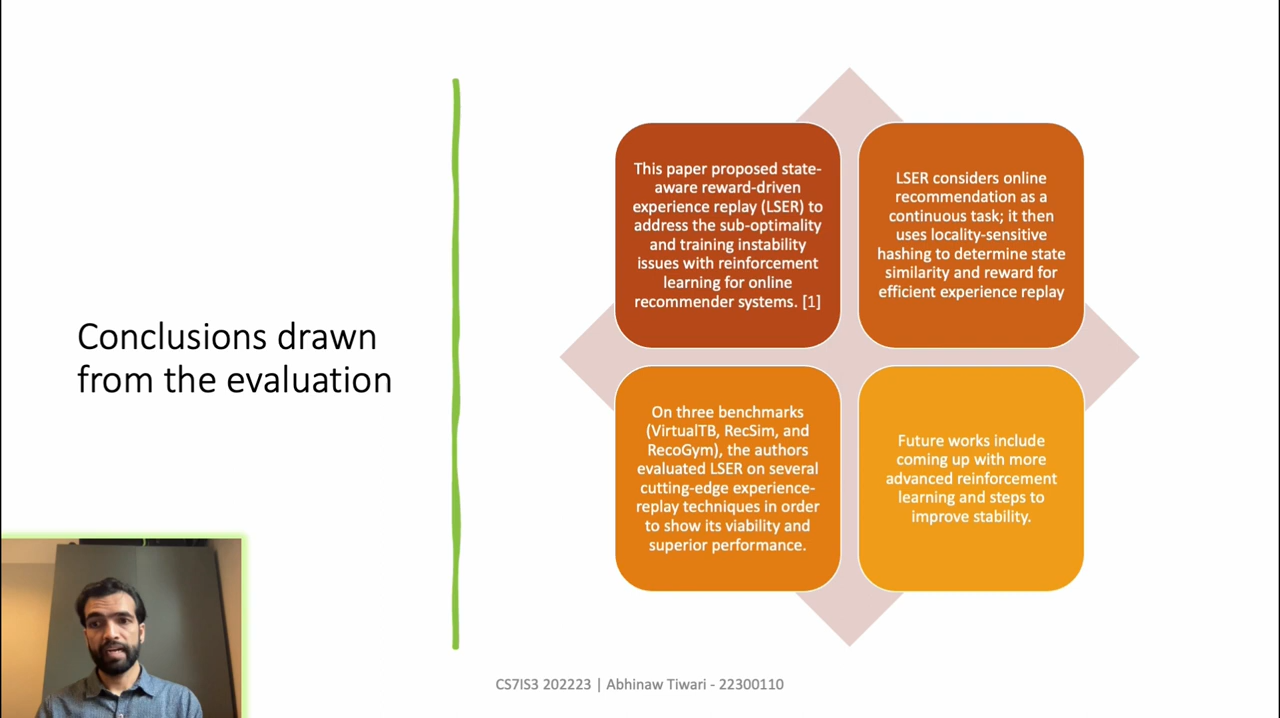 Conclusions drawn
from the evaluation
This paper proposed state-
aware reward-driven
experience replay (LSER) to
address the sub-optimality
and training instability
issues with reinforcement
learning for online
recommender systems. [1]
LSER considers online
recommendation as a
continuous task; it then
uses locality-sensitive
hashing to determine state
similarity and reward for
efficient experience replay
On three benchmarks
(VirtualTB, RecSim, and
RecoGym), the authors
evaluated LSER on several
cutting-edge experience-
replay techniques in order
to show its viability and
superior performance.
Future works include
coming up with more
advanced reinforcement
learning and steps to
improve stability.
CS7IS3 202223 | Abhinaw Tiwari - 22300110